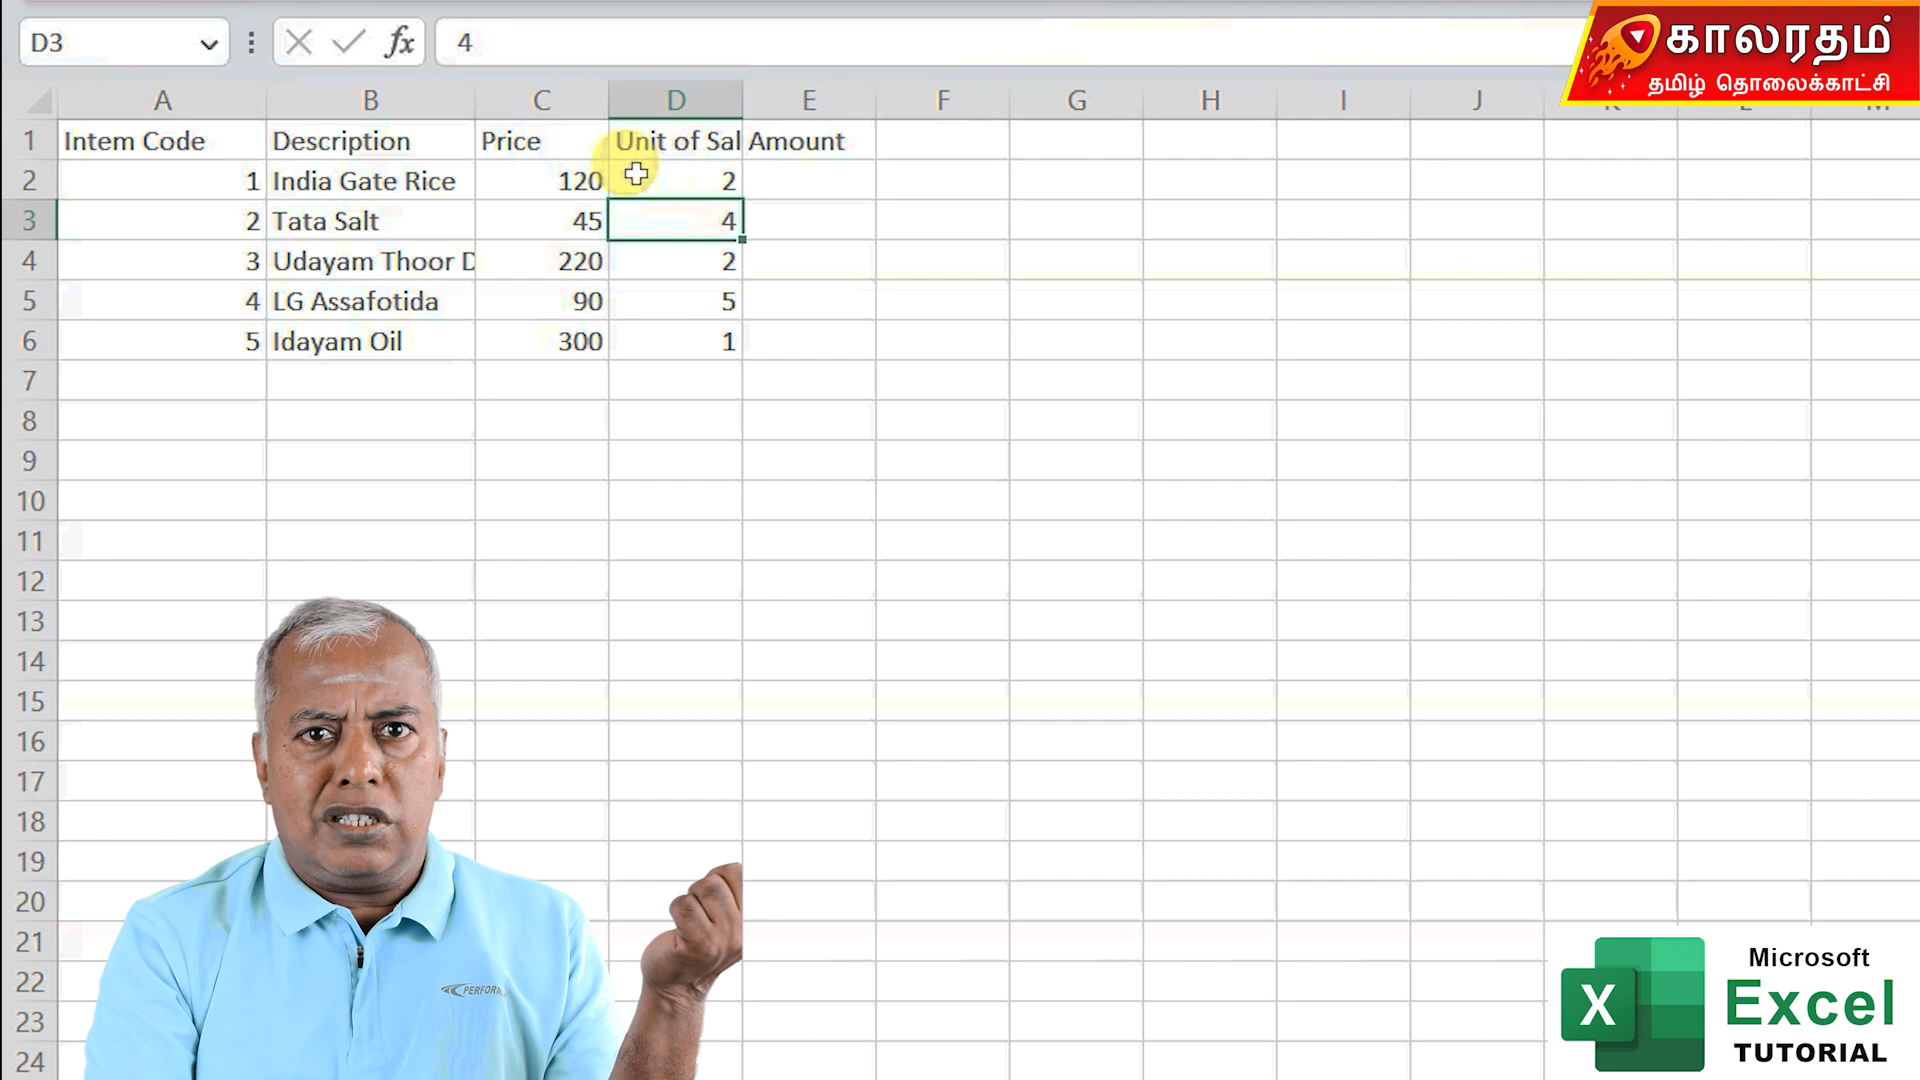 D3 fx 4
காலரதம்
தமிழ் தொலைக்காட்சி
A B C D E F G H I J
1 Intem Code Description Price Unit of Sal Amount
2 1 India Gate Rice 120 2
3 2 Tata Salt 45 4
4 3 Udayam Thoor D 220 2
5 4 LG Assafotida 90 5
6 5 Idayam Oil 300 1
7
8
9
10
11
12
13
14
15
16
17
18
19
20
21
22
23
24
PERFORM
X
Microsoft
Excel
TUTORIAL